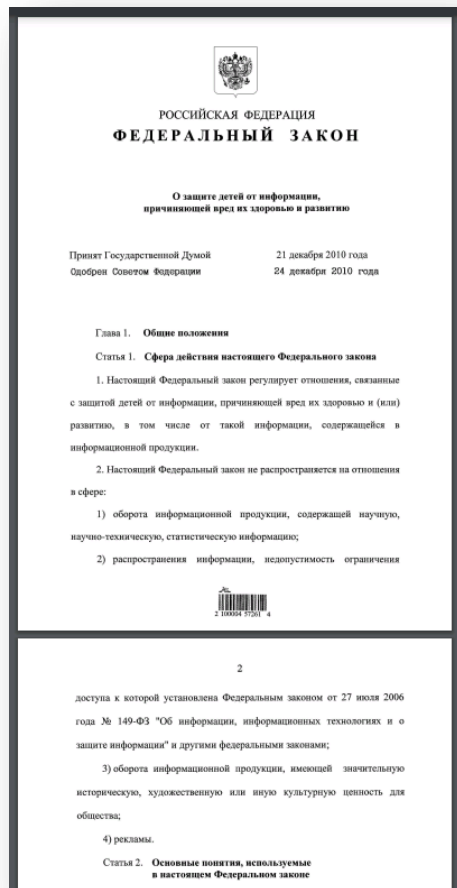 РОССИЙСКАЯ ФЕДЕРАЦИЯ
ФЕДЕРАЛЬНЫЙ ЗАКОН
О защите детей от информации,
причиняющей вред их здоровью и развитию
Принят Государственной Думой 21 декабря 2010 года
Одобрен Советом Федерации 24 декабря 2010 года
Глава 1. Общие положения
Статья 1. Сфера действия настоящего Федерального закона
1. Настоящий Федеральный закон регулирует отношения, связанные
с защитой детей от информации, причиняющей вред их здоровью и (или)
развитию, в том числе от такой информации, содержащейся в
информационной продукции.
2. Настоящий Федеральный закон не распространяется на отношения
в сфере:
1) оборота информационной продукции, содержащей научную,
научно-техническую, статистическую информацию;
2) распространения информации, недопустимость ограничения
2 100004 57261 4
2
доступа к которой установлена Федеральным законом от 27 июля 2006
года № 149-ФЗ "Об информации, информационных технологиях и о
защите информации" и другими федеральными законами;
3) оборота информационной продукции, имеющей значительную
историческую, художественную или иную культурную ценность для
общества;
4) рекламы.
Статья 2. Основные понятия, используемые
в настоящем Федеральном законе